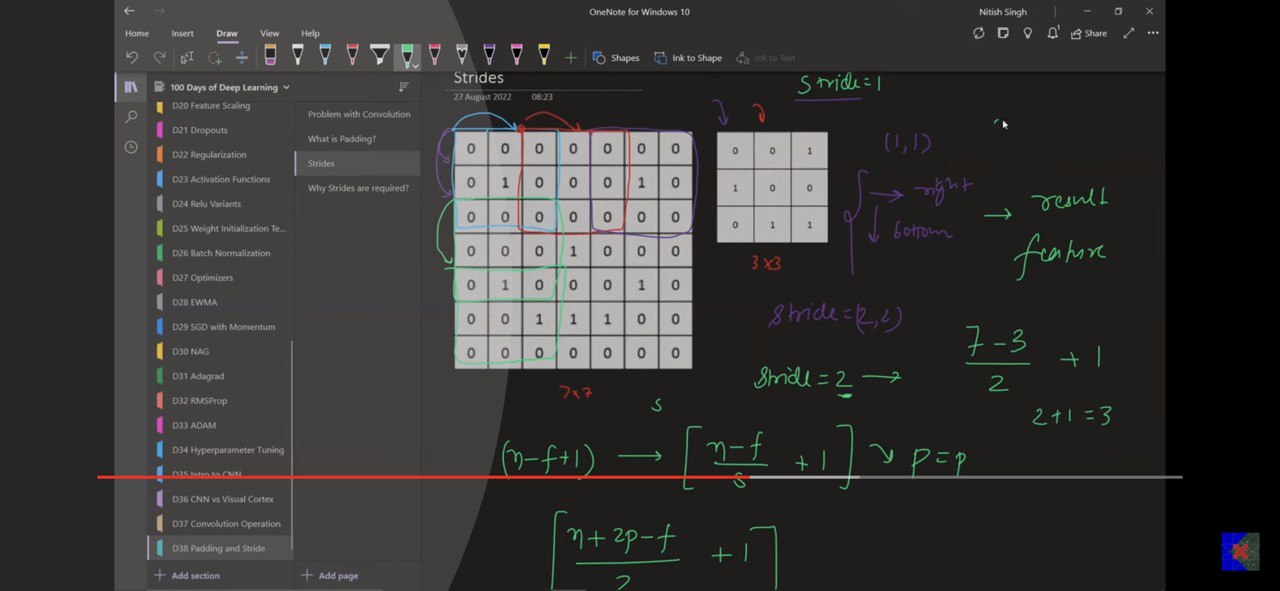 OneNote for Windows 10
Nitish Singh
Home Insert Draw View Help
Share
Shapes Ink to Shape Ink to Text
100 Days of Deep Learning
D20 Feature Scaling
D21 Dropouts
D22 Regularization
D23 Activation Functions
D24 Relu Variants
D25 Weight Initialization Te...
D26 Batch Normalization
D27 Optimizers
D28 EWMA
D29 SGD with Momentum
D30 NAG
D31 Adagrad
D32 RMSProp
D33 ADAM
D34 Hyperparameter Tuning
D35 Intro to CNN
D36 CNN vs Visual Cortex
D37 Convolution Operation
D38 Padding and Stride
+ Add section
Problem with Convolution
What is Padding?
Strides
Why Strides are required?
+ Add page
Strides
27 August 2022 08:23
Stride=1
0 0 0 0 0 0 0
0 1 0 0 0 1 0
0 0 0 0 0 0 0
0 0 0 1 0 0 0
0 1 0 0 0 1 0
0 0 1 1 1 0 0
0 0 0 0 0 0 0
7x7
0 0 1
1 0 0
0 1 1
3x3
(1,1)
→ right
↓ bottom
→ result
feature
Stride=(2,2)
Stride = 2 → 7-3/2 + 1
2+1=3
S
(n-f+1) → [n-f/s + 1] ↘ p=p
[n+2p-f/2 + 1]